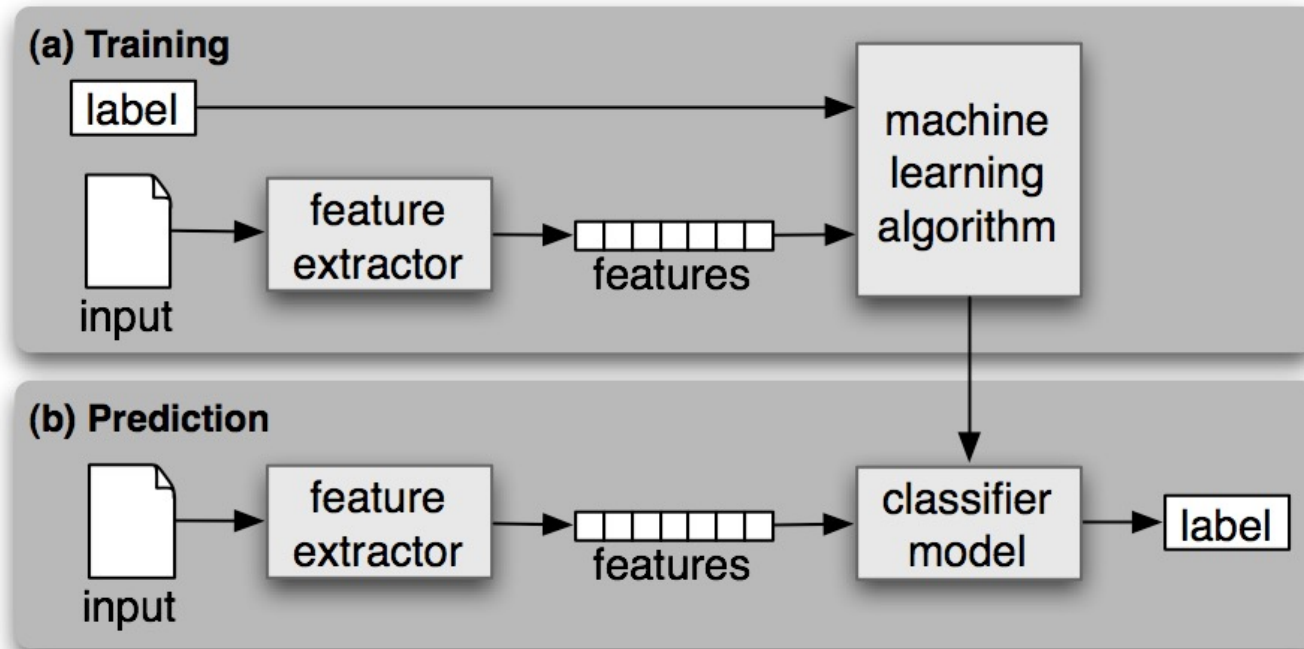 (a) Training
label
machine
learning
algorithm
feature
extractor
features
input
(b) Prediction
feature
extractor
features
classifier
model
label
input